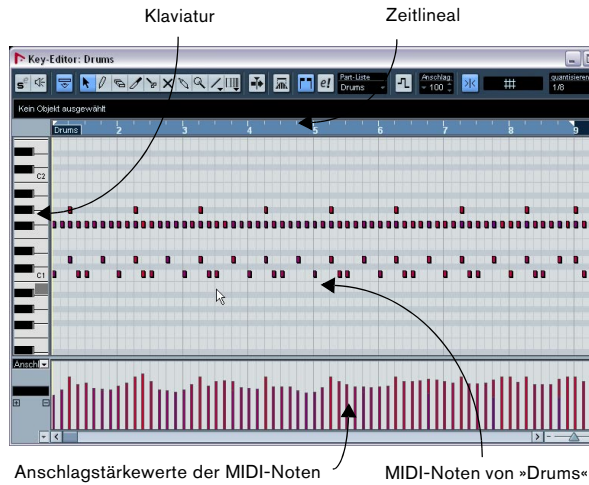 Klaviatur
Zeitlineal
Key-Editor: Drums
Part-Liste
Drums
Anschlag.
100
quantisieren
1/8
Kein Objekt ausgewählt
Drums 2 3 4 5 6 7 8 9
C2
C1
Anschl
Anschlagstärkewerte der MIDI-Noten
MIDI-Noten von »Drums«